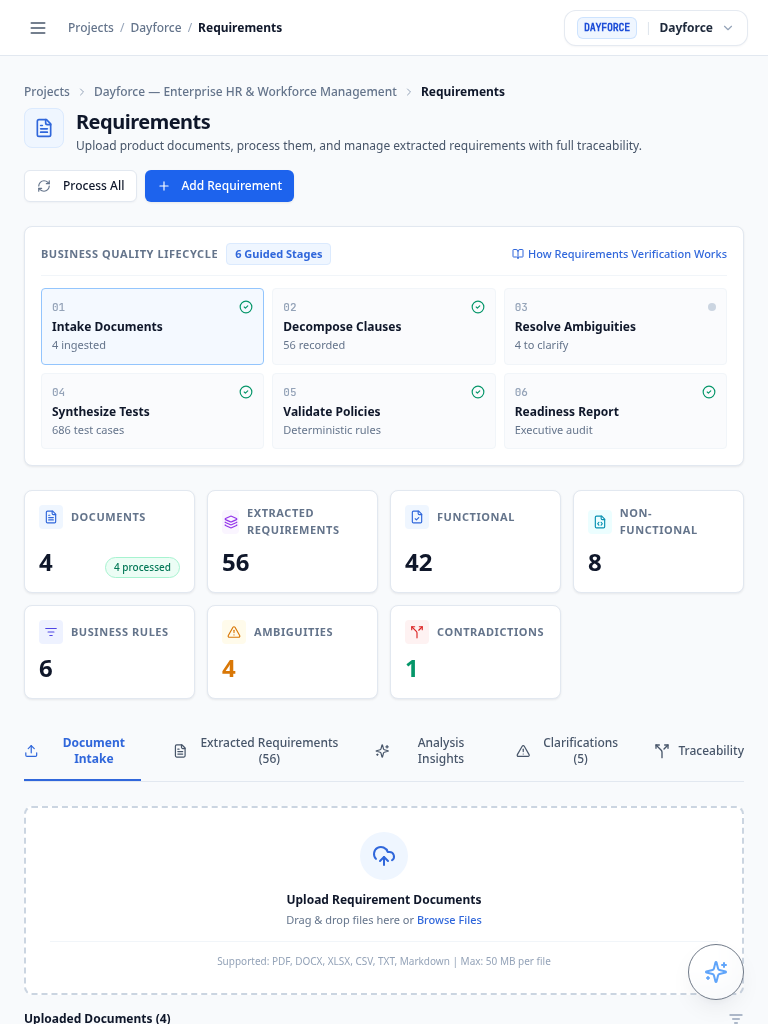 Projects / Dayforce / Requirements
DAYFORCE Dayforce
Projects > Dayforce — Enterprise HR & Workforce Management > Requirements
Requirements
Upload product documents, process them, and manage extracted requirements with full traceability.
Process All
Add Requirement
BUSINESS QUALITY LIFECYCLE 6 Guided Stages
How Requirements Verification Works
01
Intake Documents
4 ingested
02
Decompose Clauses
56 recorded
03
Resolve Ambiguities
4 to clarify
04
Synthesize Tests
686 test cases
05
Validate Policies
Deterministic rules
06
Readiness Report
Executive audit
DOCUMENTS
4
4 processed
EXTRACTED
REQUIREMENTS
56
FUNCTIONAL
42
NON-
FUNCTIONAL
8
BUSINESS RULES
6
AMBIGUITIES
4
CONTRADICTIONS
1
Document
Intake
Extracted Requirements
(56)
Analysis
Insights
Clarifications
(5)
Traceability
Upload Requirement Documents
Drag & drop files here or Browse Files
Supported: PDF, DOCX, XLSX, CSV, TXT, Markdown | Max: 50 MB per file
Uploaded Documents (4)